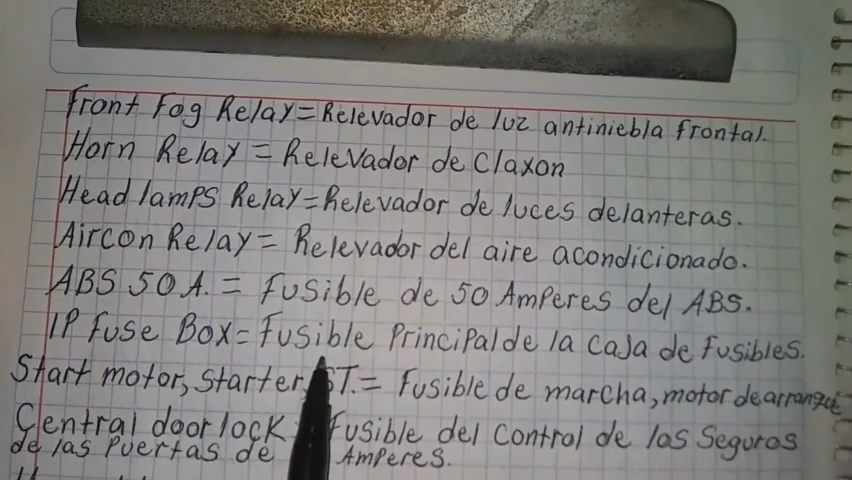 Front Fog Relay = Relevador de luz antiniebla frontal.
Horn Relay = Relevador de Claxon
Head lamps Relay = Relevador de luces delanteras.
Aircon Relay = Relevador del aire acondicionado.
ABS 50 A. = Fusible de 50 Amperes del ABS.
IP Fuse Box = Fusible Principal de la caja de fusibles.
Start motor, Starter, ST. = Fusible de marcha, motor de arranque
Central door lock Fusible del Control de los Seguros
de las Puertas de Amperes.